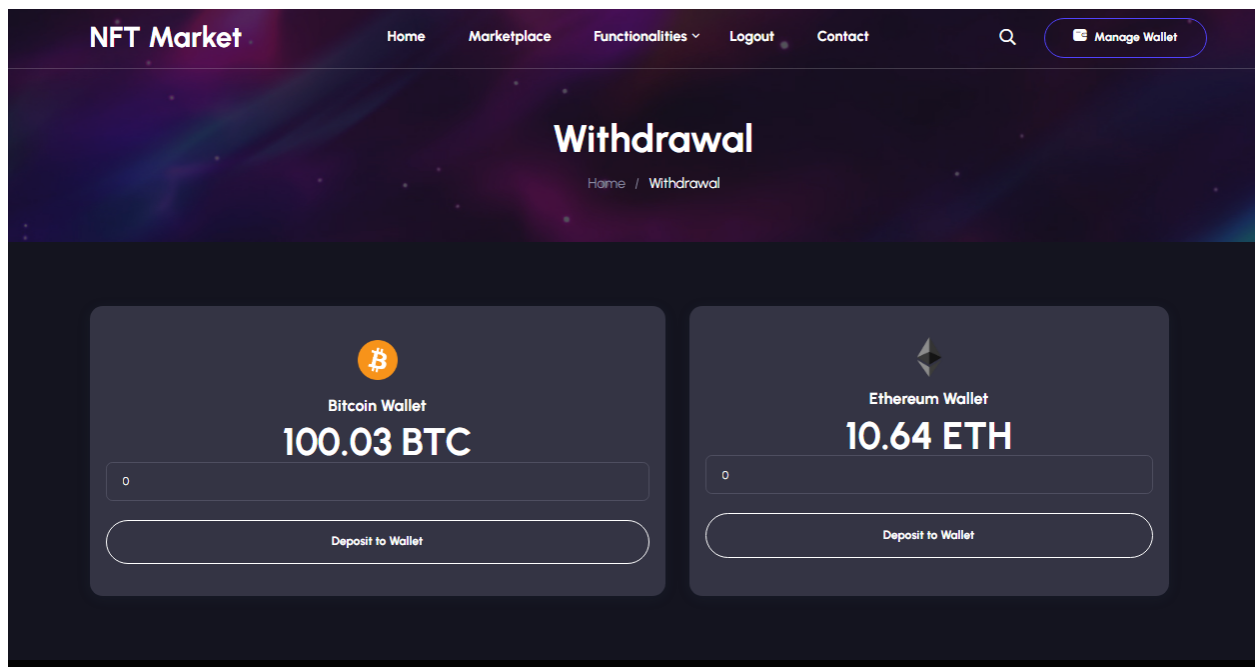 NFT Market Home Marketplace Functionalities Logout Contact Manage Wallet
Withdrawal
Home / Withdrawal
Bitcoin Wallet
100.03 BTC
0
Deposit to Wallet
Ethereum Wallet
10.64 ETH
0
Deposit to Wallet